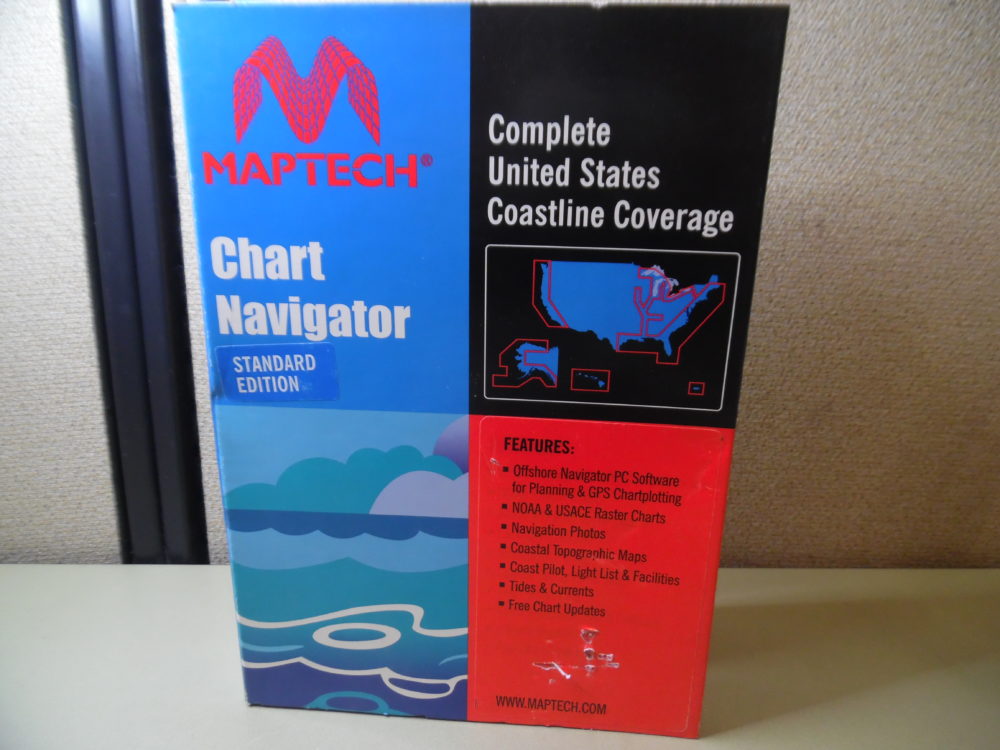 MAPTECH®
Chart
Navigator
STANDARD
EDITION
Complete
United States
Coastline Coverage
FEATURES:
▪ Offshore Navigator PC Software
for Planning & GPS Chartplotting
▪ NOAA & USACE Raster Charts
▪ Navigation Photos
▪ Coastal Topographic Maps
▪ Coast Pilot, Light List & Facilities
▪ Tides & Currents
▪ Free Chart Updates
WWW.MAPTECH.COM